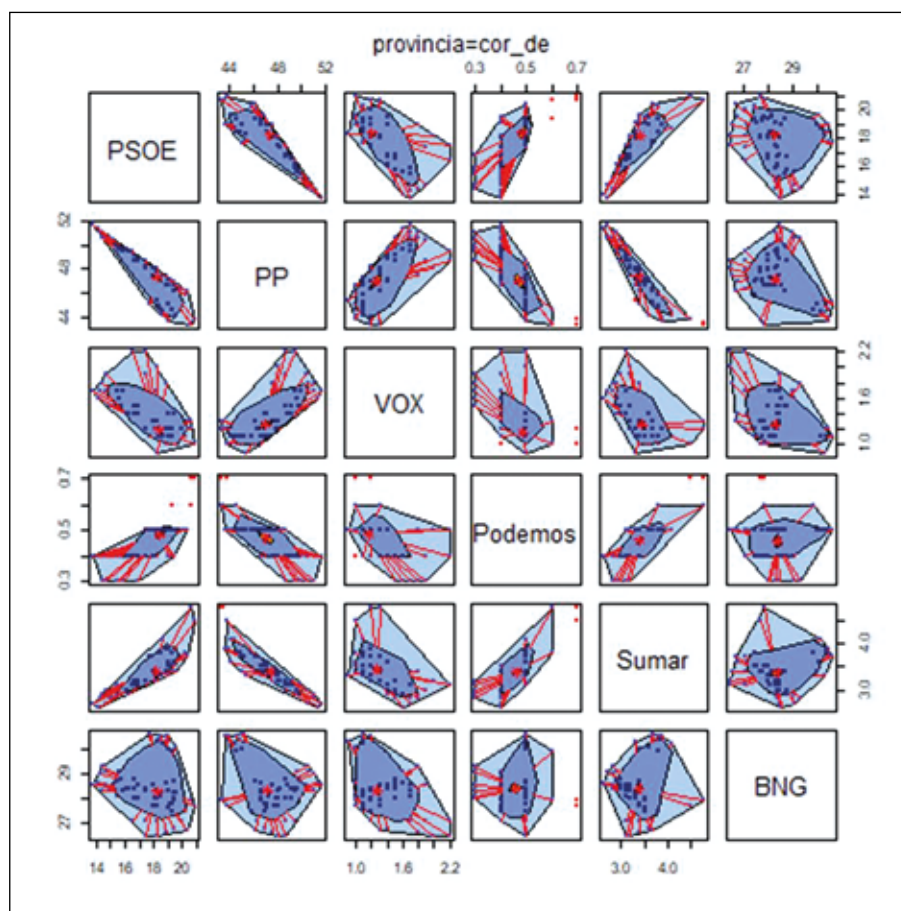 provincia=cor_de
44 48 52 0.3 0.5 0.7 27 29
PSOE
14 16 18 20
PP
44 48 52
VOX
1.0 1.6 2.2
Podemos
0.3 0.5 0.7
Sumar
3.0 4.0
BNG
27 29
14 16 18 20 1.0 1.6 2.2 3.0 4.0